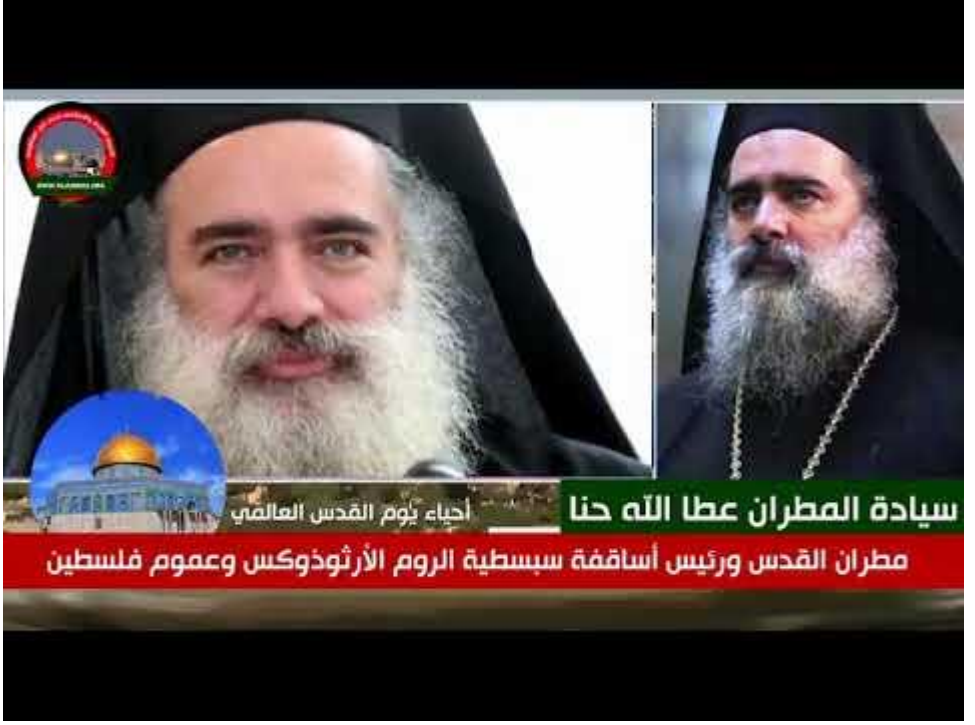 سيادة المطران عطا الله حنا
أحياء يوم القدس العالمي
مطران القدس ورئيس أساقفة سبسطية الروم الأرثوذوكس وعموم فلسطين